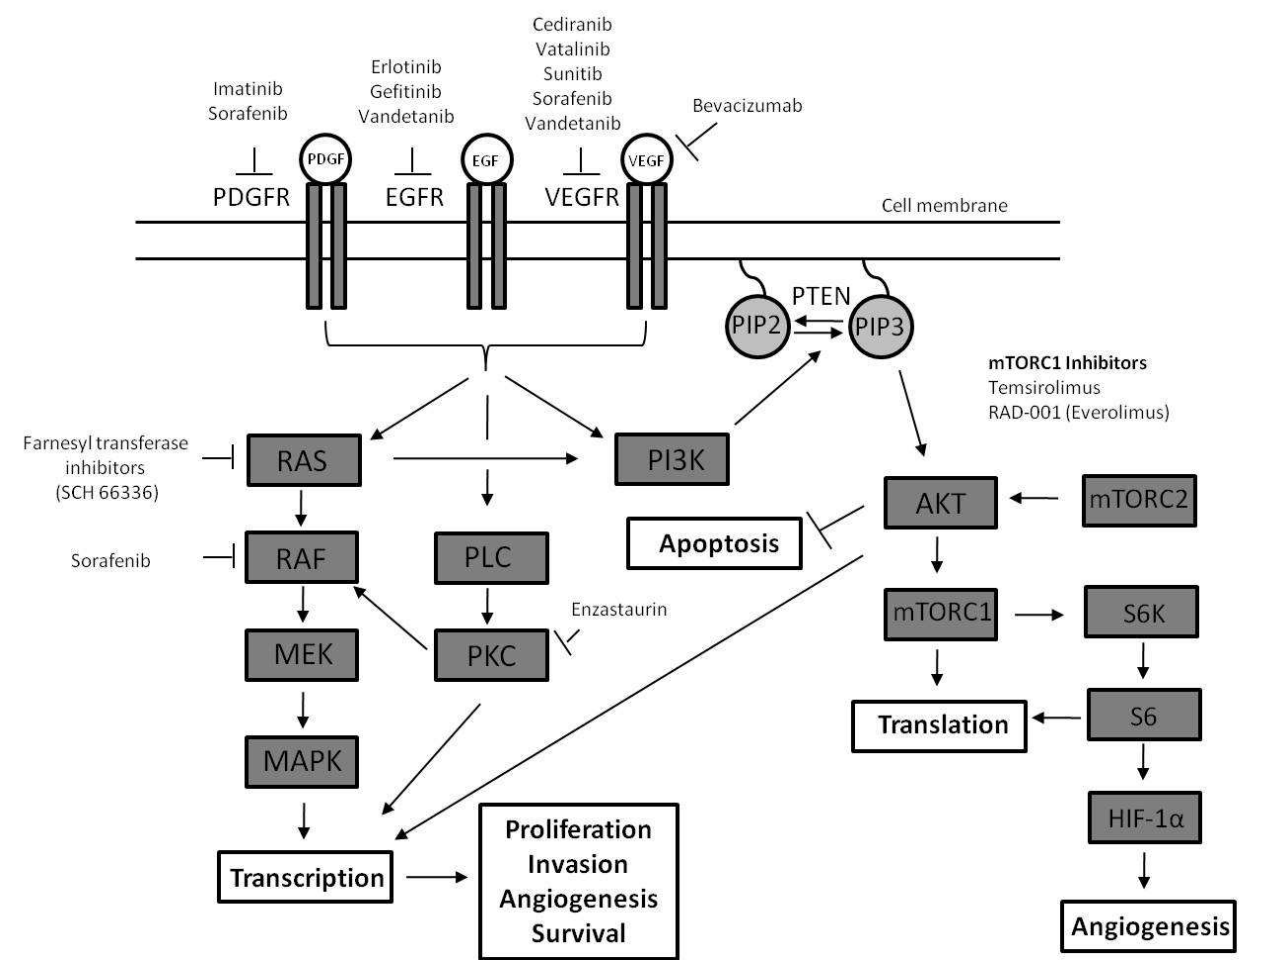 Cediranib
Vatalinib
Sunitib
Sorafenib
Vandetanib
Erlotinib
Gefitinib
Vandetanib
Imatinib
Sorafenib
Bevacizumab
PDGF
EGF
VEGF
PDGFR
EGFR
VEGFR
Cell membrane
PTEN
PIP2
PIP3
mTORC1 Inhibitors
Temsirolimus
RAD-001 (Everolimus)
Farnesyl transferase
inhibitors
(SCH 66336)
RAS
PI3K
AKT
mTORC2
Apoptosis
Sorafenib
RAF
PLC
Enzastaurin
mTORC1
S6K
MEK
PKC
Translation
S6
MAPK
HIF-1α
Transcription
Proliferation
Invasion
Angiogenesis
Survival
Angiogenesis